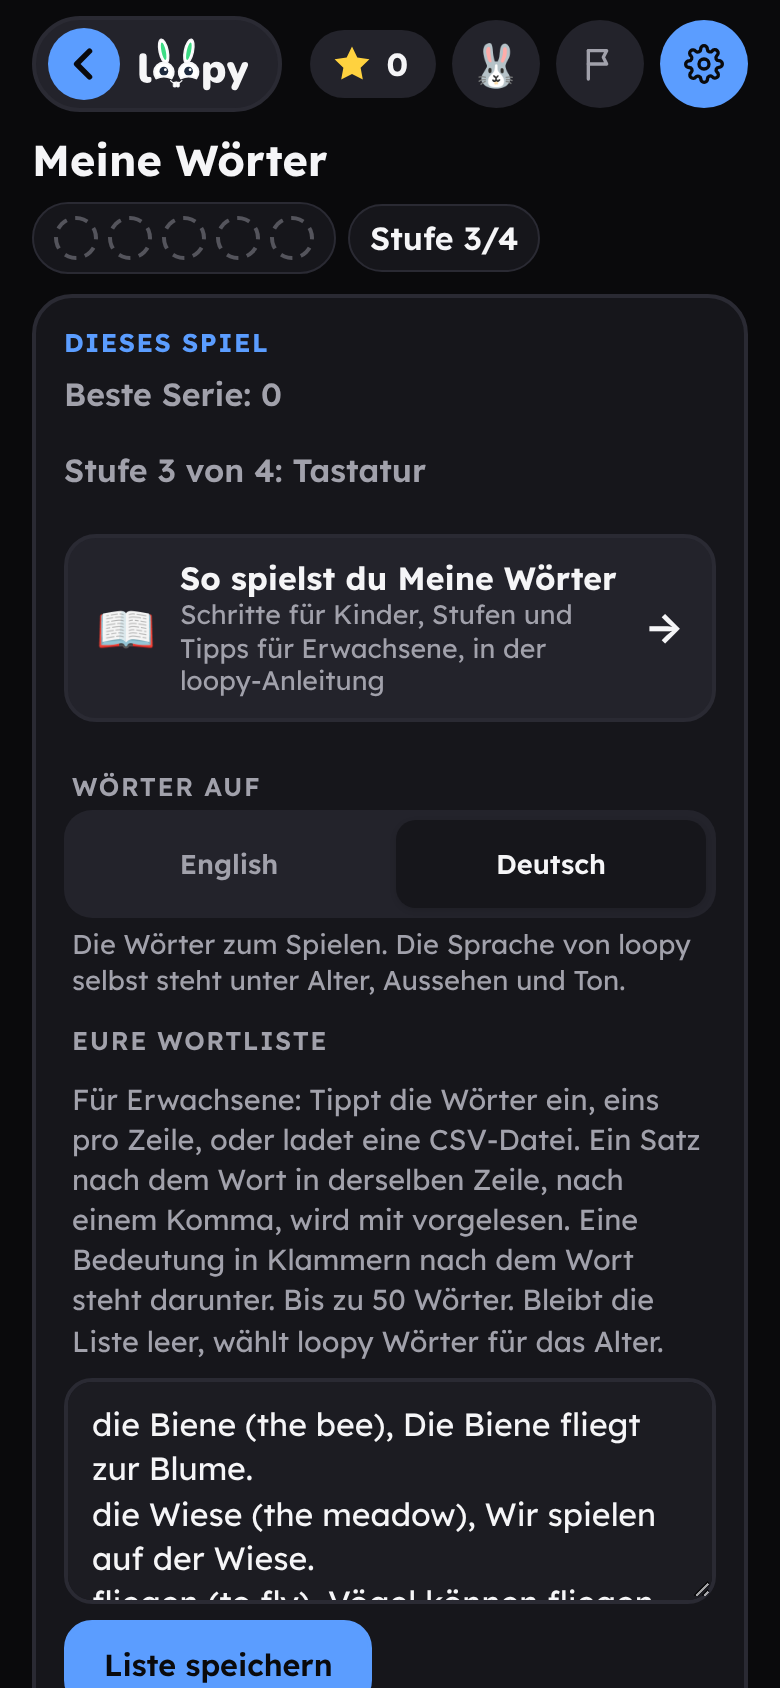 loopy
0
Meine Wörter
Stufe 3/4
DIESES SPIEL
Beste Serie: 0
Stufe 3 von 4: Tastatur
So spielst du Meine Wörter
Schritte für Kinder, Stufen und
Tipps für Erwachsene, in der
loopy-Anleitung
WÖRTER AUF
English
Deutsch
Die Wörter zum Spielen. Die Sprache von loopy
selbst steht unter Alter, Aussehen und Ton.
EURE WORTLISTE
Für Erwachsene: Tippt die Wörter ein, eins
pro Zeile, oder ladet eine CSV-Datei. Ein Satz
nach dem Wort in derselben Zeile, nach
einem Komma, wird mit vorgelesen. Eine
Bedeutung in Klammern nach dem Wort
steht darunter. Bis zu 50 Wörter. Bleibt die
Liste leer, wählt loopy Wörter für das Alter.
die Biene (the bee), Die Biene fliegt
zur Blume.
die Wiese (the meadow), Wir spielen
auf der Wiese.
fliegen (to fly), Vögel können fliegen
Liste speichern